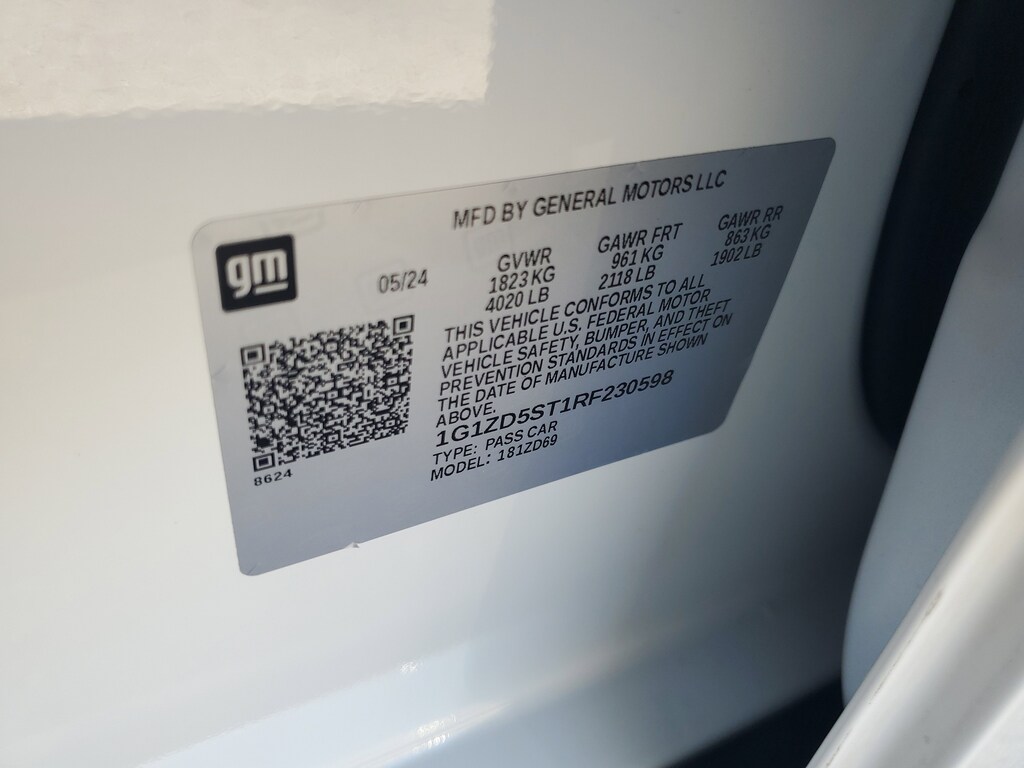 MFD BY GENERAL MOTORS LLC
gm
05/24
GVWR
1823 KG
4020 LB
GAWR FRT
961 KG
2118 LB
GAWR RR
863 KG
1902 LB
THIS VEHICLE CONFORMS TO ALL
APPLICABLE U.S. FEDERAL MOTOR
VEHICLE SAFETY, BUMPER, AND THEFT
PREVENTION STANDARDS IN EFFECT ON
THE DATE OF MANUFACTURE SHOWN
ABOVE.
1G1ZD5ST1RF230598
TYPE: PASS CAR
MODEL: 181ZD69
8624